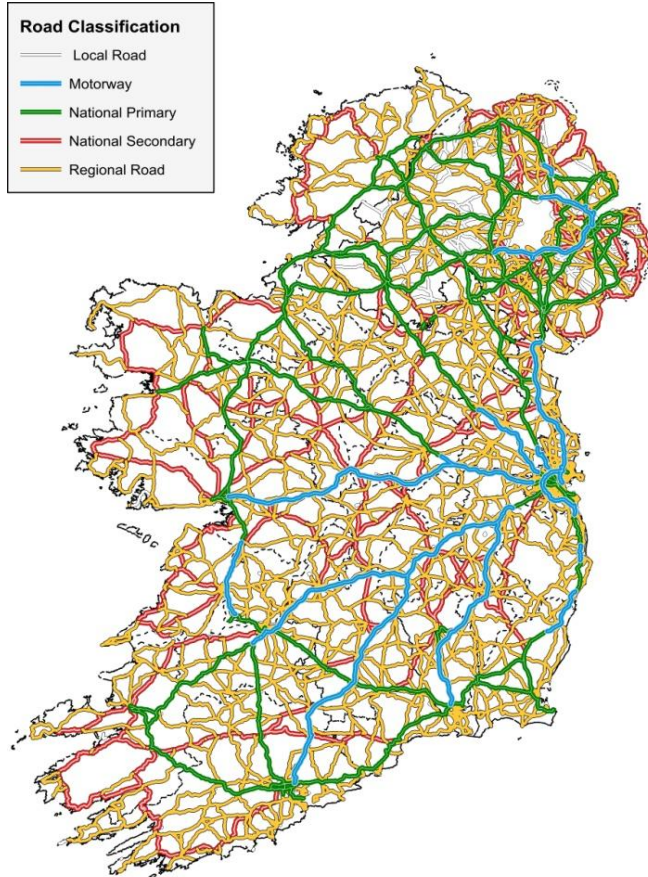 Road Classification
Local Road
Motorway
National Primary
National Secondary
Regional Road